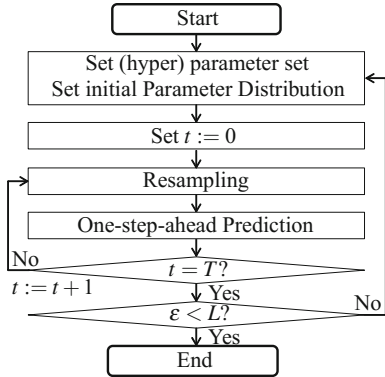 Start
Set (hyper) parameter set
Set initial Parameter Distribution
Set t := 0
Resampling
One-step-ahead Prediction
No
t = T?
t := t + 1
Yes
ε < L?
No
Yes
End